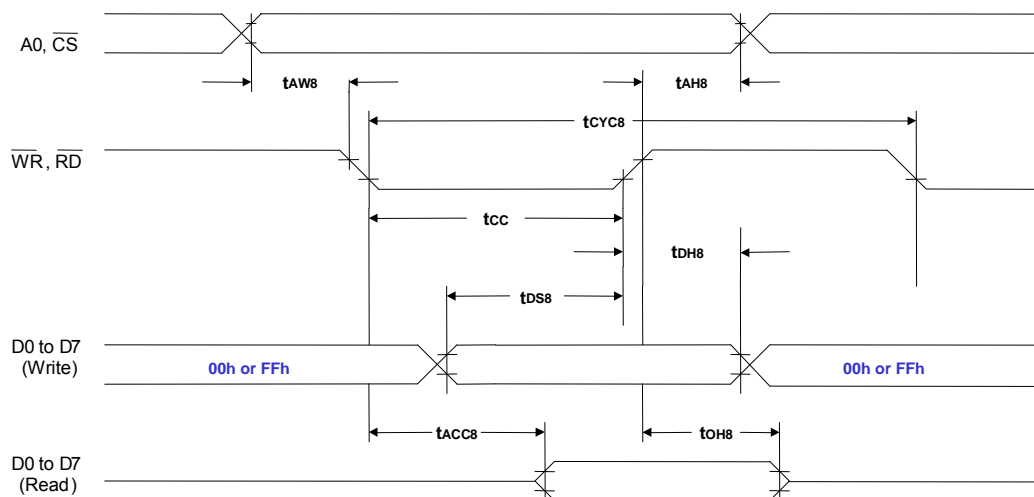 A0, CS
tAW8
tAH8
tCYC8
WR, RD
tCC
tDH8
tDS8
D0 to D7
(Write)
00h or FFh
00h or FFh
tACC8
tOH8
D0 to D7
(Read)